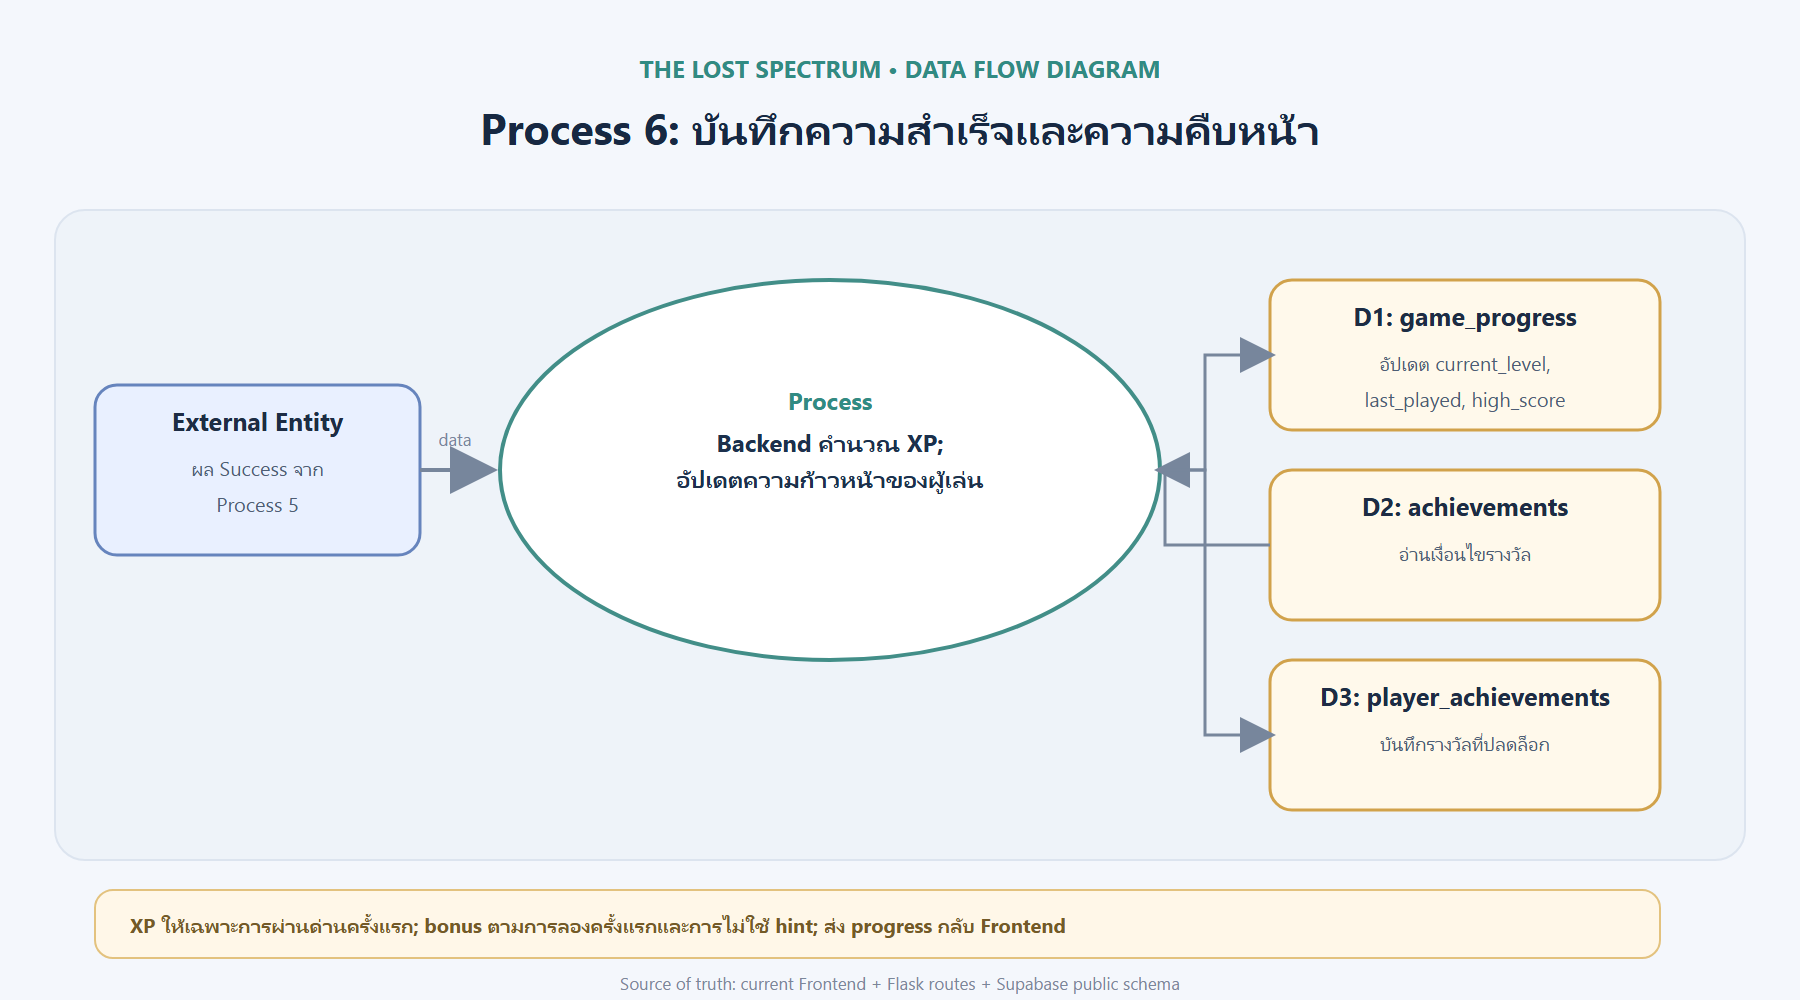 THE LOST SPECTRUM • DATA FLOW DIAGRAM
Process 6: บันทึกความสำเร็จและความคืบหน้า
External Entity
ผล Success จาก
Process 5
data
Process
Backend คำนวณ XP;
อัปเดตความก้าวหน้าของผู้เล่น
D1: game_progress
อัปเดต current_level,
last_played, high_score
D2: achievements
อ่านเงื่อนไขรางวัล
D3: player_achievements
บันทึกรางวัลที่ปลดล็อก
XP ให้เฉพาะการผ่านด่านครั้งแรก; bonus ตามการลองครั้งแรกและการไม่ใช้ hint; ส่ง progress กลับ Frontend
Source of truth: current Frontend + Flask routes + Supabase public schema